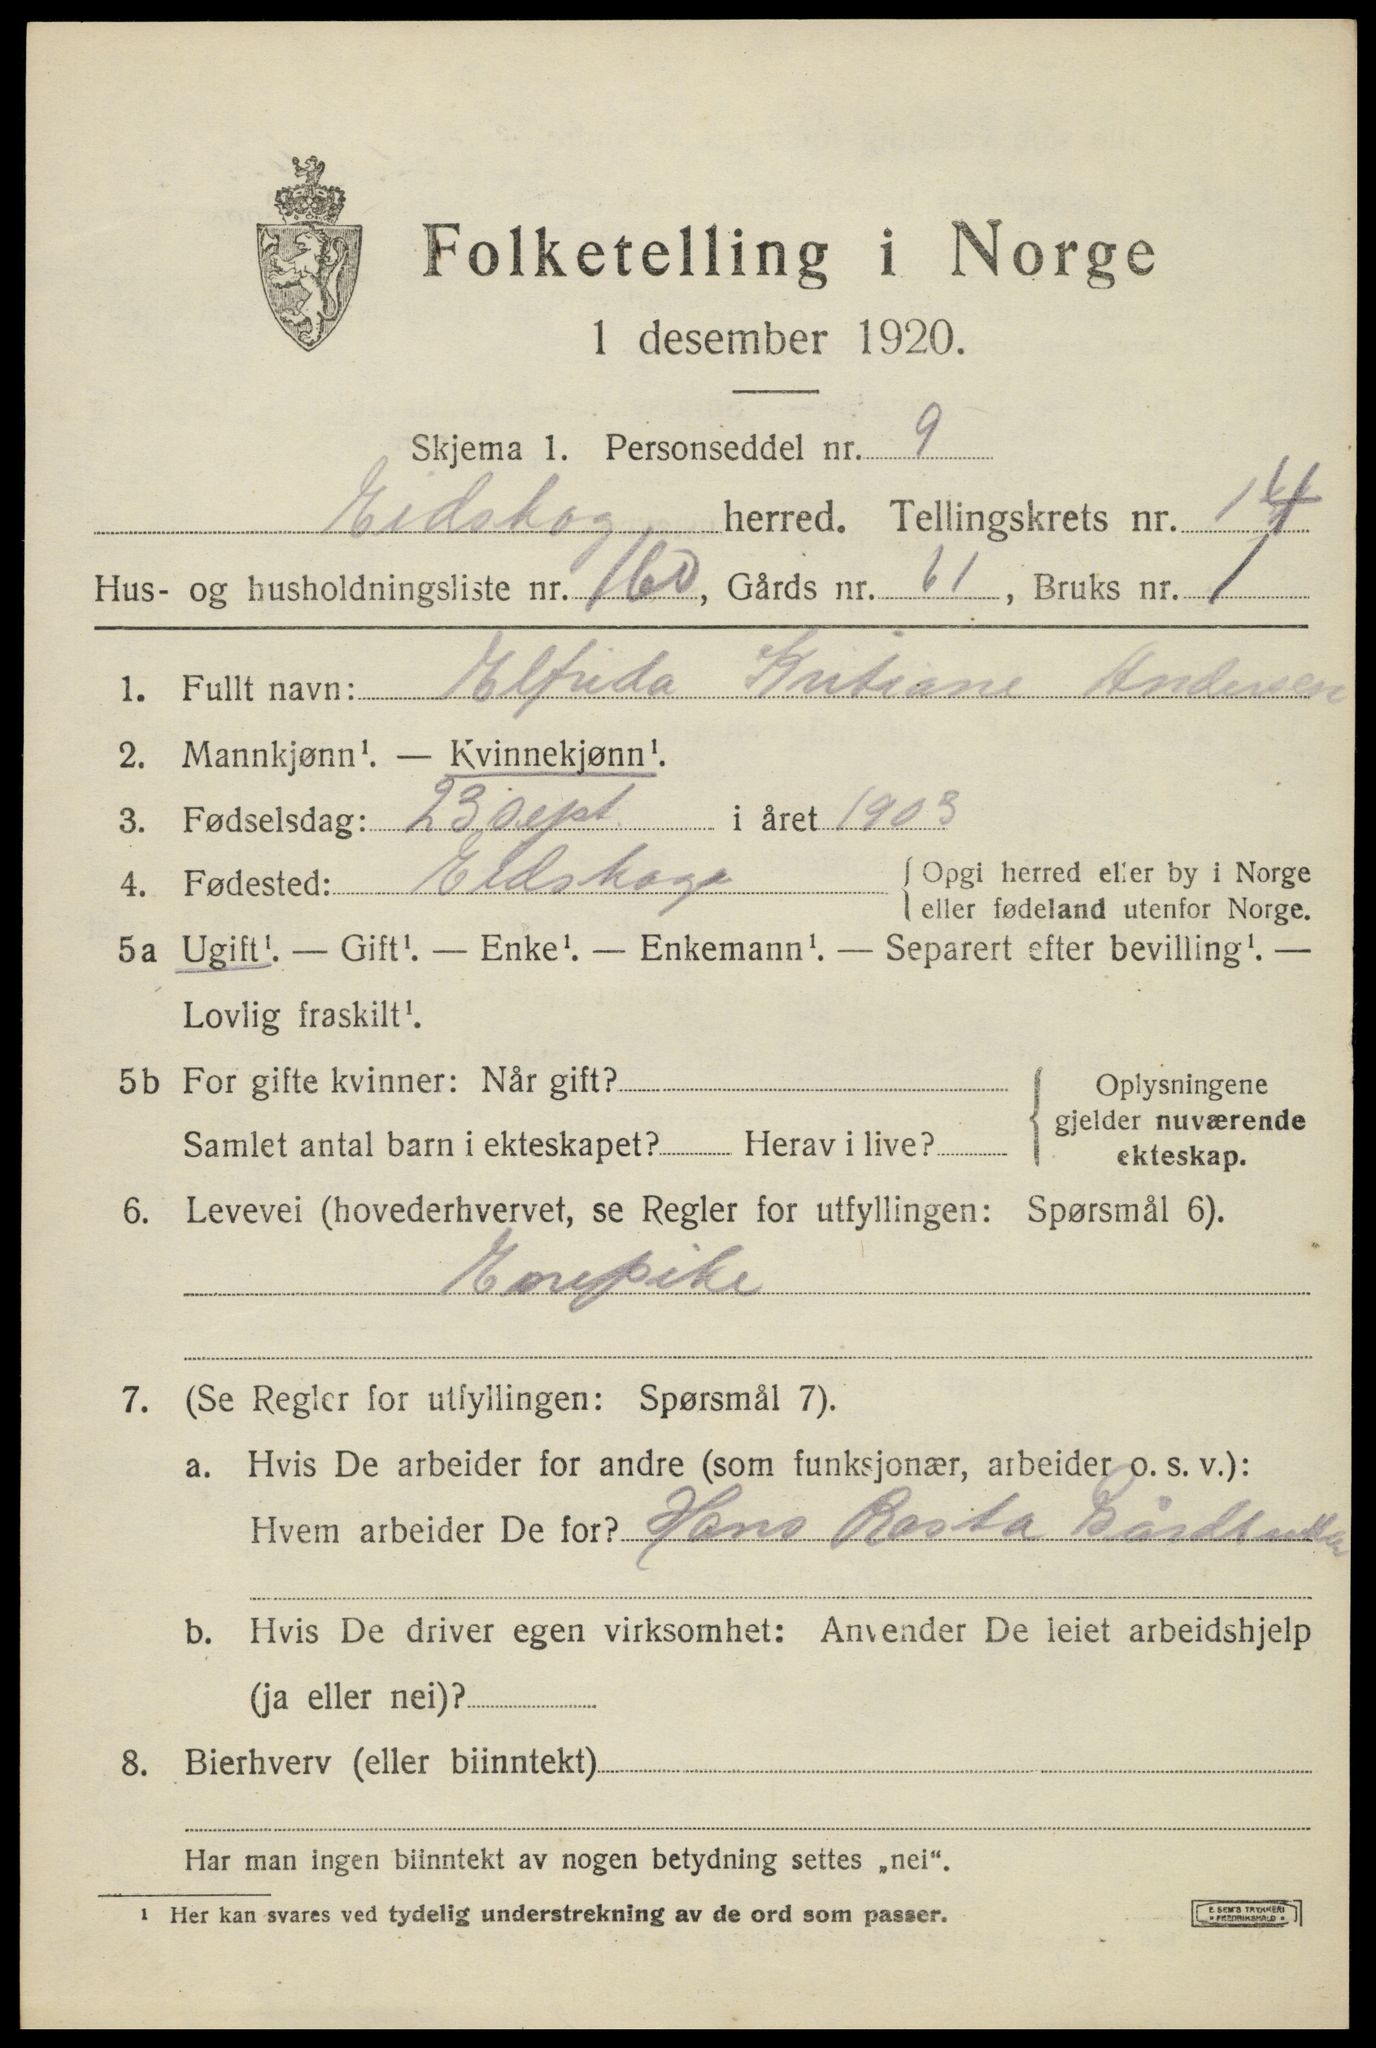 Folketelling i Norge
1 desember 1920.
Skjema 1. Personseddel nr. 9
Eidskog herred. Tellingskrets nr. 14
Hus- og husholdningsliste nr. 160, Gårds nr. 61, Bruks nr. 1
1. Fullt navn: Elfrida Kristiane Andersen
2. Mannkjønn¹. — Kvinnekjønn¹.
3. Fødselsdag: 23 sept. i året 1903
4. Fødested: Eidskoge { Opgi herred eller by i Norge
eller fødeland utenfor Norge.
5a Ugift¹. — Gift¹. — Enke¹. — Enkemann¹. — Separert efter bevilling¹. —
Lovlig fraskilt¹.
5b For gifte kvinner: Når gift? { Oplysningene
gjelder nuværende
ekteskap.
Samlet antal barn i ekteskapet? Herav i live?
6. Levevei (hovederhvervet, se Regler for utfyllingen: Spørsmål 6).
7. (Se Regler for utfyllingen: Spørsmål 7).
a. Hvis De arbeider for andre (som funksjonær, arbeider o. s. v.):
Hvem arbeider De for? Hans Rasta
b. Hvis De driver egen virksomhet: Anvender De leiet arbeidshjelp
(ja eller nei)?
8. Bierhverv (eller biinntekt)
Har man ingen biinntekt av nogen betydning settes „nei“.
¹ Her kan svares ved tydelig understrekning av de ord som passer.
E. SEM'S TRYKKERI
* FREDRIKSHALD *